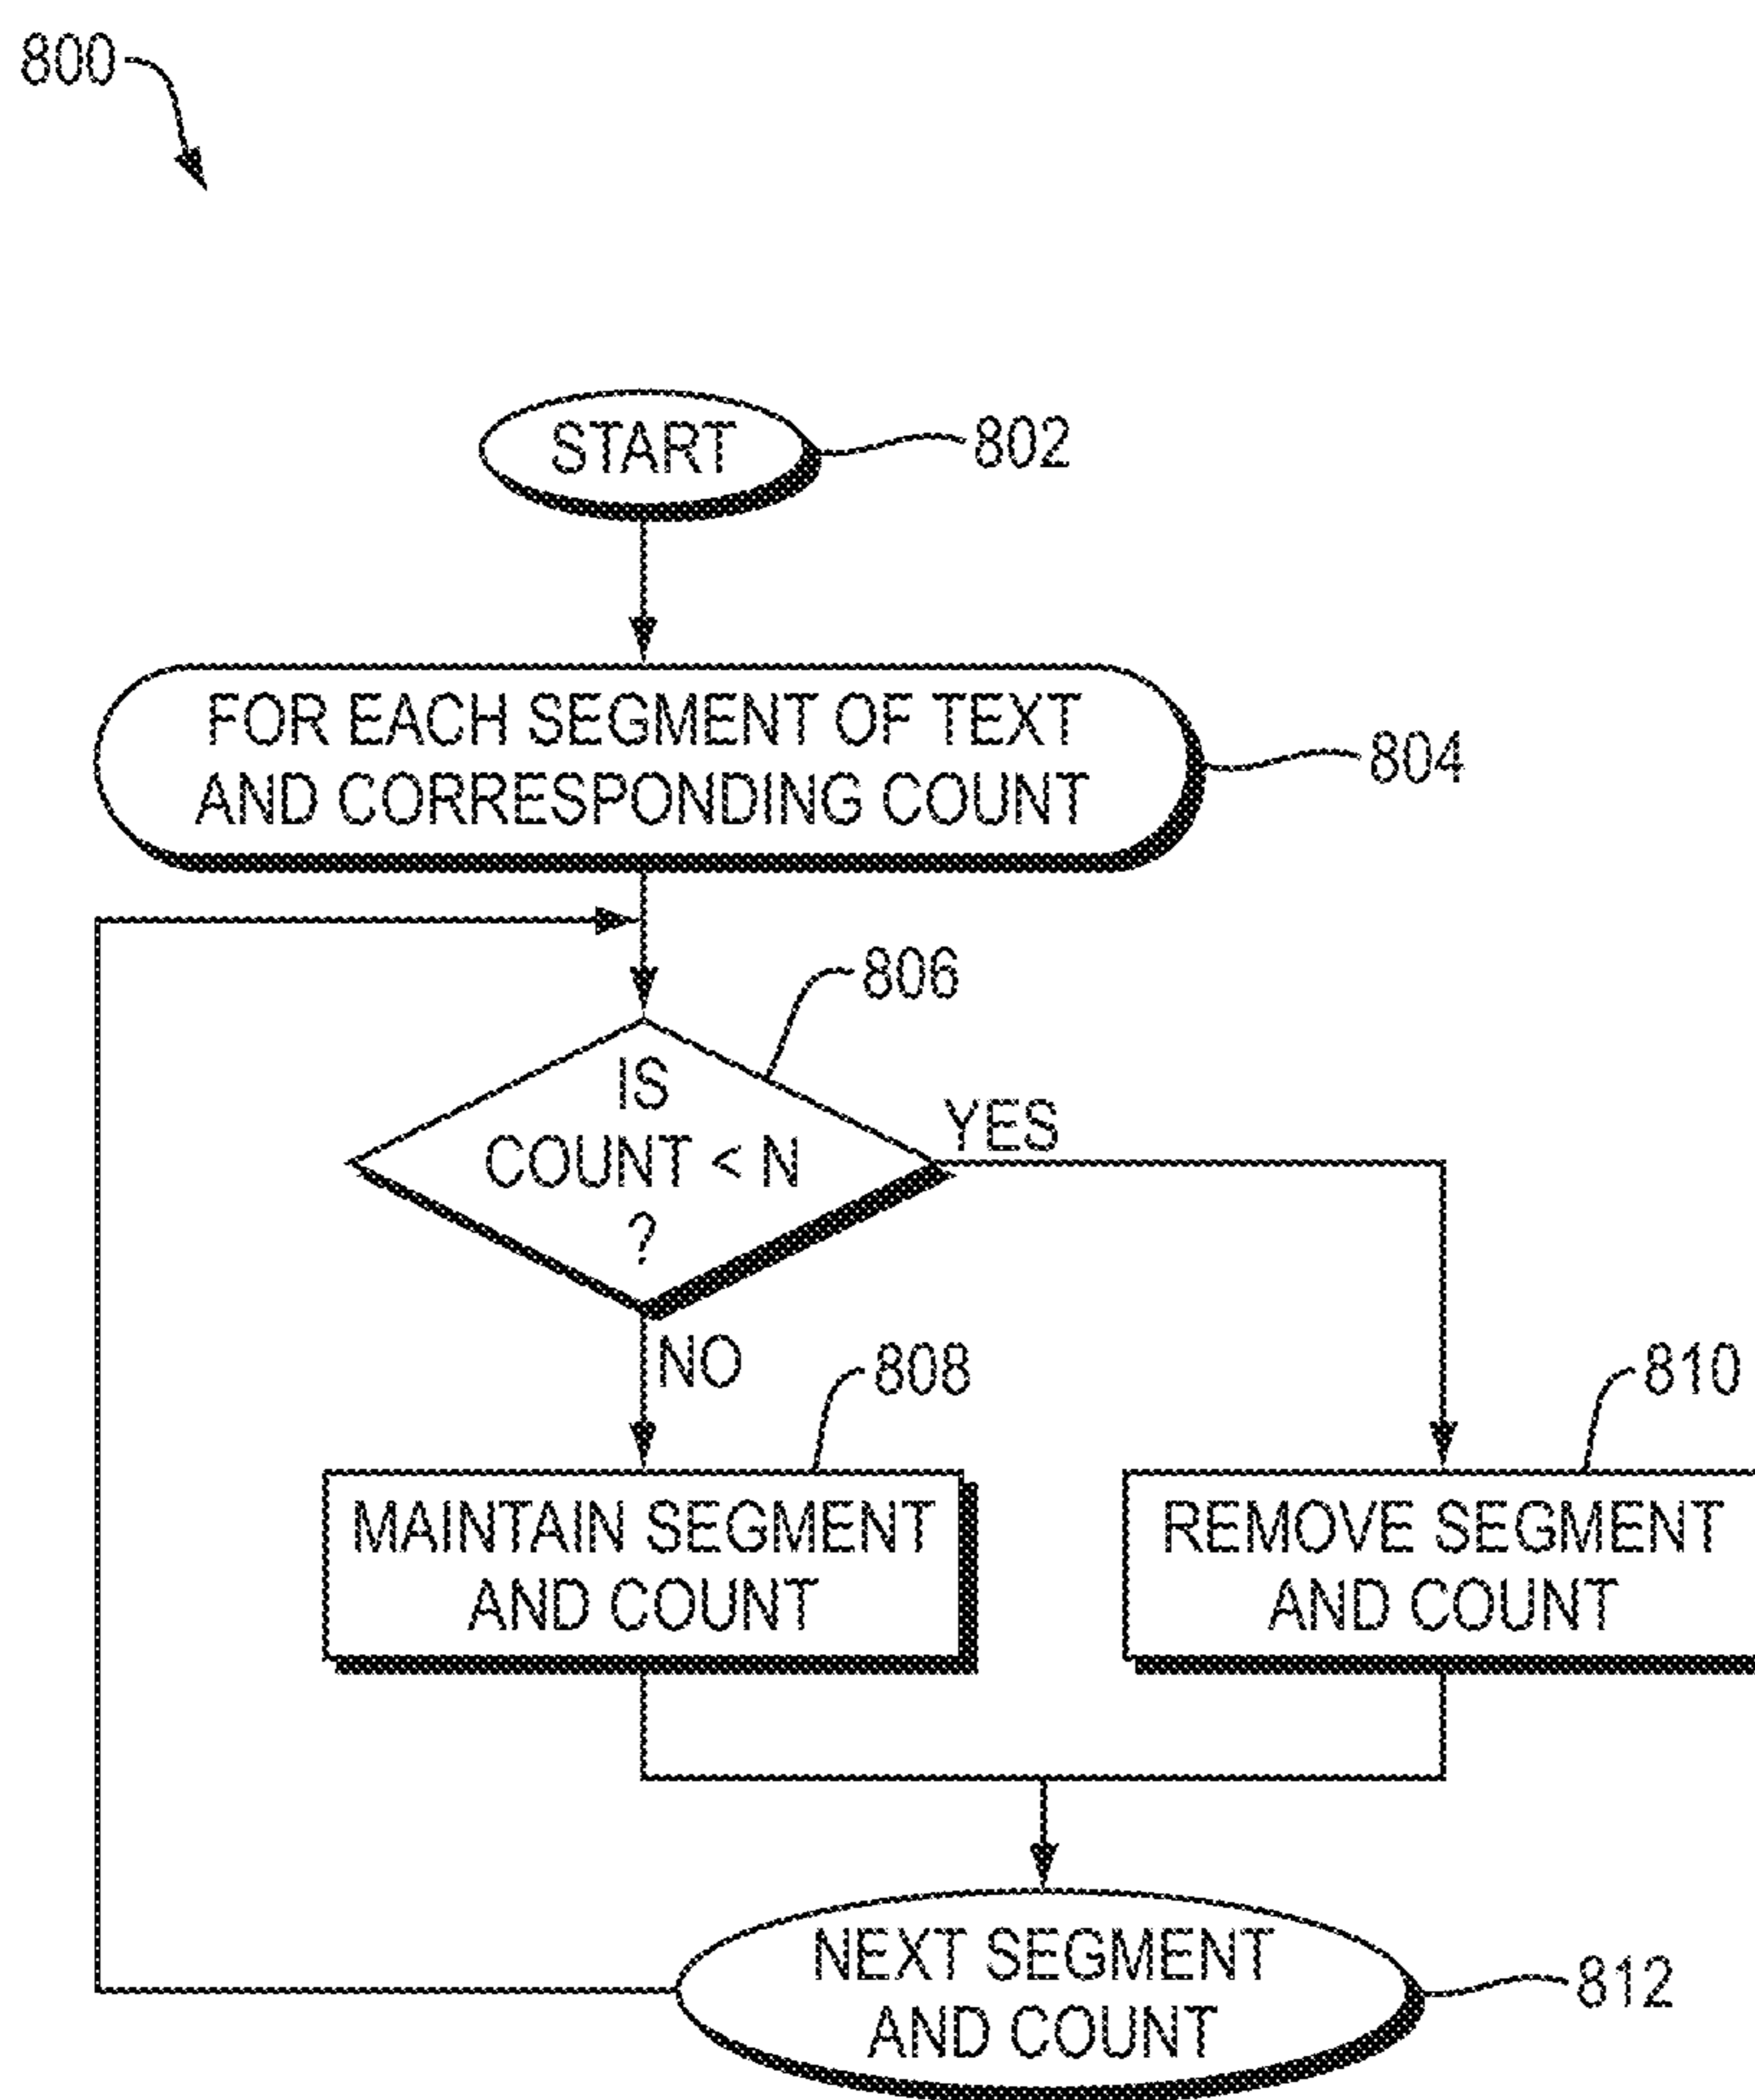 800
START
802
FOR EACH SEGMENT OF TEXT
AND CORRESPONDING COUNT
804
806
IS
COUNT < N
?
YES
NO
808
810
MAINTAIN SEGMENT
AND COUNT
REMOVE SEGMENT
AND COUNT
NEXT SEGMENT
AND COUNT
812